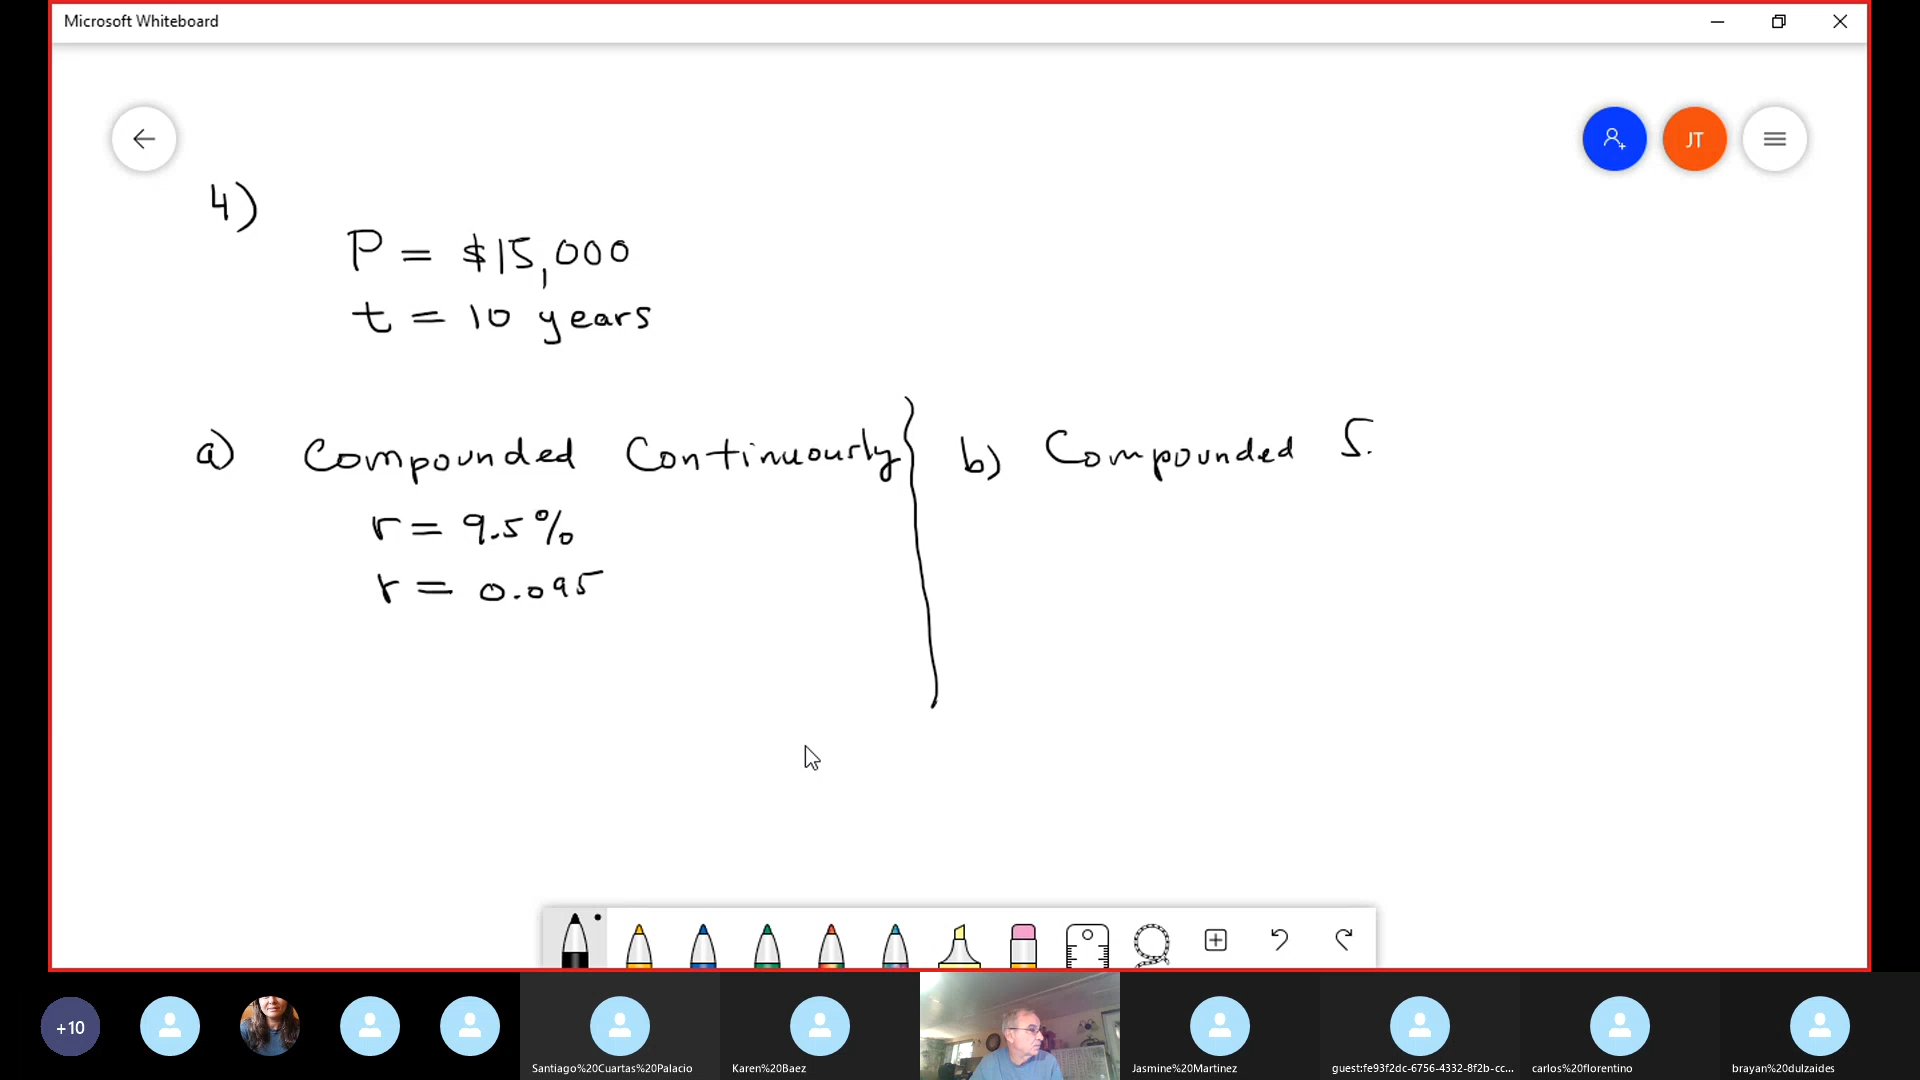 Microsoft Whiteboard
JT
4)
P = $15,000
t = 10 years
a) Compounded Continuously
r = 9.5%
r = 0.095
b) Compounded S.
+10
Santiago%20Cuartas%20Palacio
Karen%20Baez
Jasmine%20Martinez
guest:fe93f2dc-6756-4332-8f2b-cc...
carlos%20florentino
brayan%20dulzaides